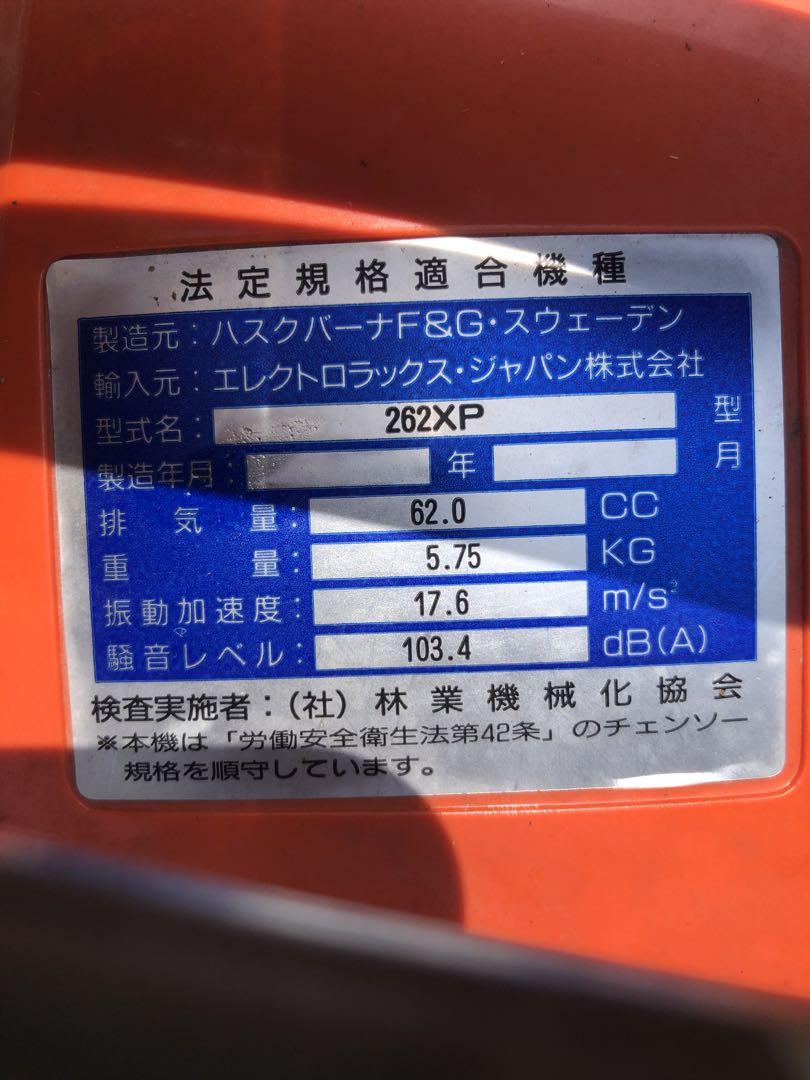 法定規格適合機種
製造元：ハスクバーナF&G・スウェーデン
輸入元：エレクトロラックス・ジャパン株式会社
型式名： 262XP 型
製造年月： 年 月
排気量： 62.0 CC
重量： 5.75 KG
振動加速度： 17.6 m/s²
騒音レベル： 103.4 dB(A)
検査実施者：(社)林業機械化協会
※本機は「労働安全衛生法第42条」のチェンソー
規格を順守しています。